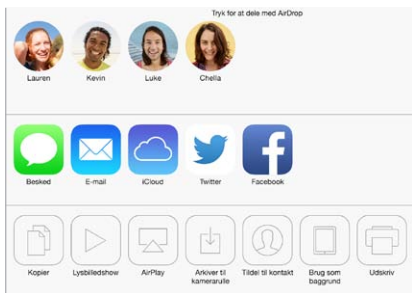 Tryk for at dele med AirDrop
Lauren Kevin Luke Chella
Besked E-mail iCloud Twitter Facebook
Kopier Lysbilledshow AirPlay Arkiver til Tildel til kontakt Brug som Udskriv
kamerarulle baggrund